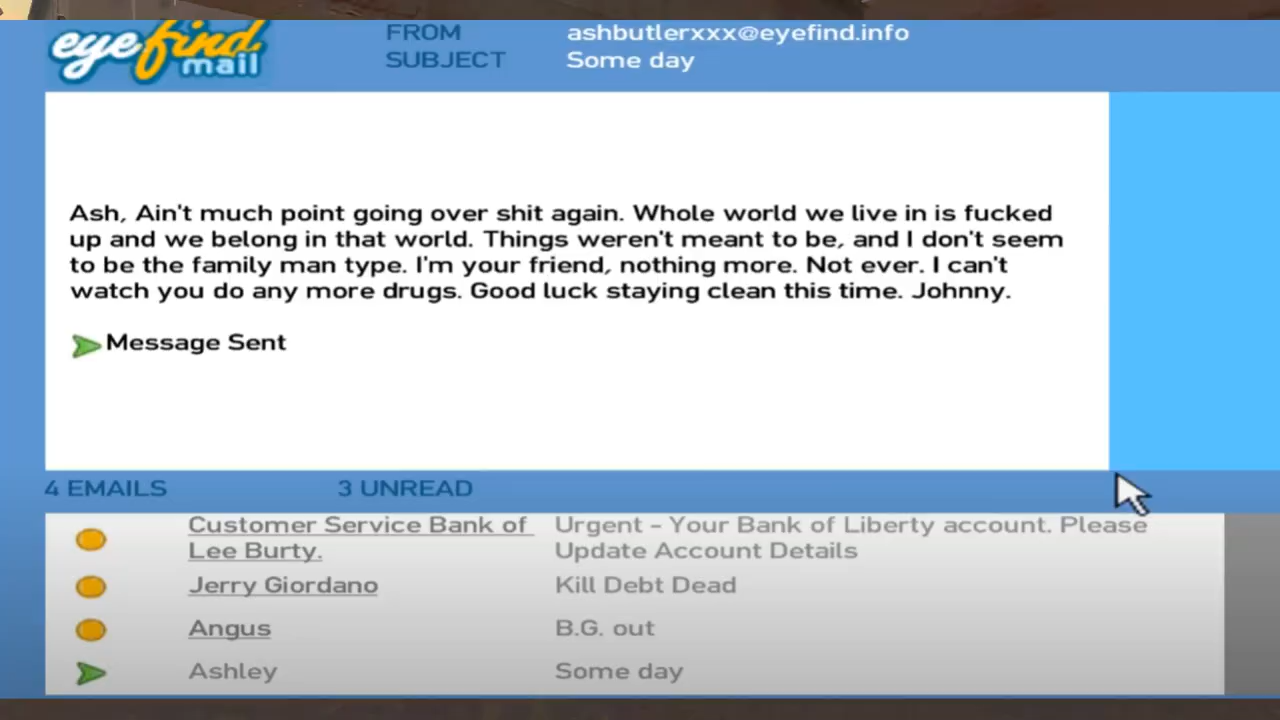 eyefind
mail
FROM ashbutlerxxx@eyefind.info
SUBJECT Some day
Ash, Ain't much point going over shit again. Whole world we live in is fucked
up and we belong in that world. Things weren't meant to be, and I don't seem
to be the family man type. I'm your friend, nothing more. Not ever. I can't
watch you do any more drugs. Good luck staying clean this time. Johnny.
Message Sent
4 EMAILS 3 UNREAD
Customer Service Bank of Urgent - Your Bank of Liberty account. Please
Lee Burty. Update Account Details
Jerry Giordano Kill Debt Dead
Angus B.G. out
Ashley Some day